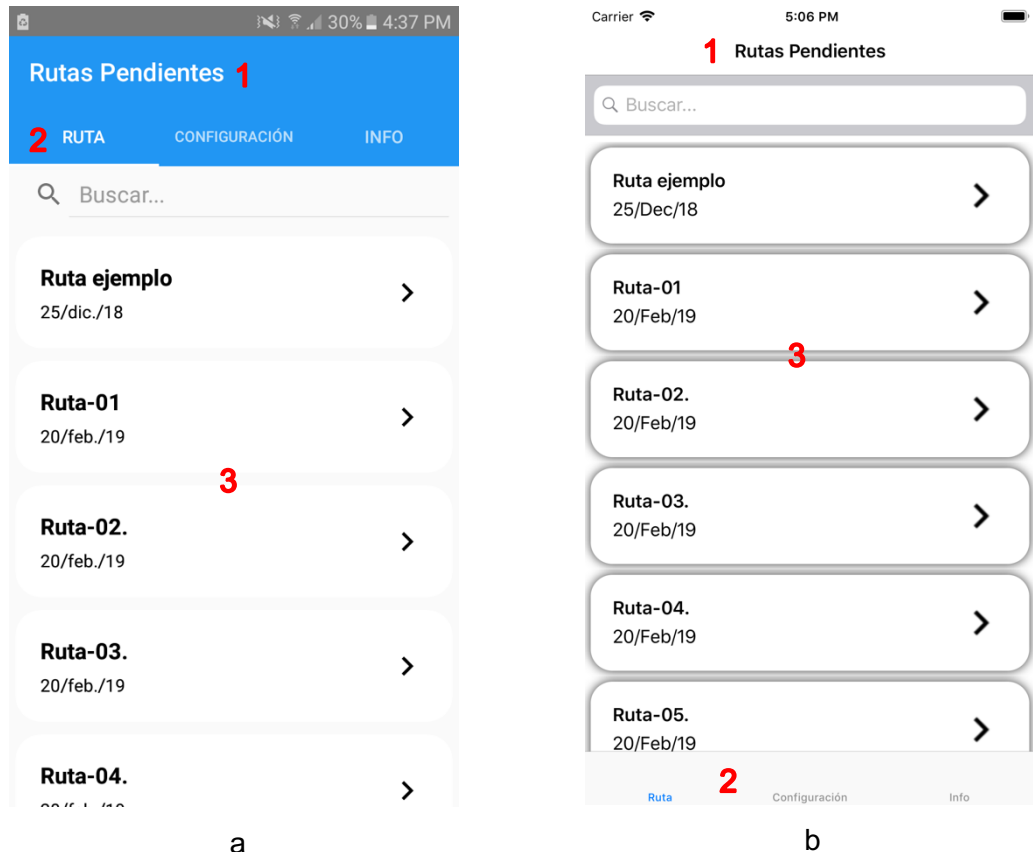 30% 4:37 PM
Rutas Pendientes 1
2 RUTA CONFIGURACIÓN INFO
Buscar...
Ruta ejemplo
25/dic./18
Ruta-01
20/feb./19
3
Ruta-02.
20/feb./19
Ruta-03.
20/feb./19
Ruta-04.
a
Carrier 5:06 PM
1 Rutas Pendientes
Buscar...
Ruta ejemplo
25/Dec/18
Ruta-01
20/Feb/19
3
Ruta-02.
20/Feb/19
Ruta-03.
20/Feb/19
Ruta-04.
20/Feb/19
Ruta-05.
20/Feb/19
2
Ruta Configuración Info
b